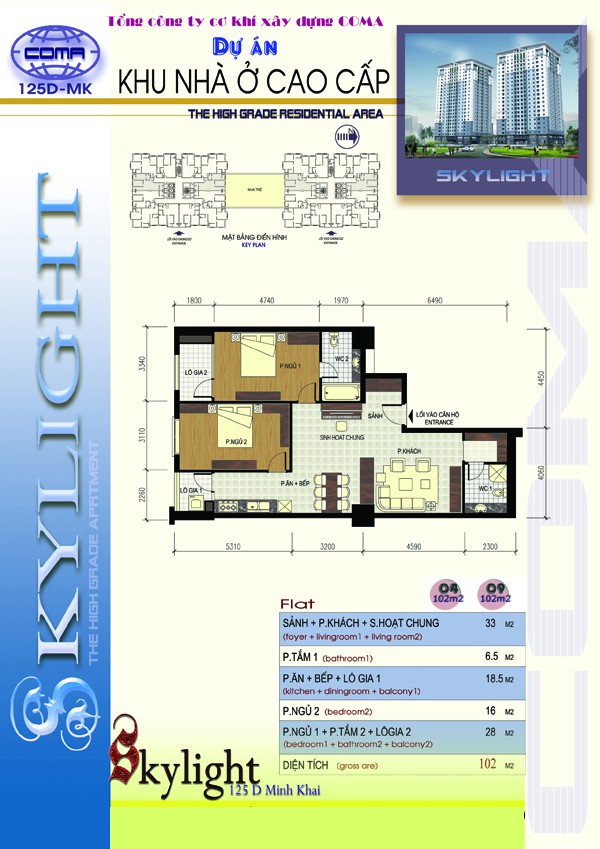 Tổng công ty cơ khí xây dựng COMA
COMA
125D-MK
Dự án
KHU NHÀ Ở CAO CẤP
THE HIGH GRADE RESIDENTIAL AREA
SKYLIGHT
NHÀ TRẺ
LỐI VÀO CHUNG CƯ
ENTRANCE
MẶT BẰNG ĐIỂN HÌNH
KEY PLAN
LỐI VÀO CHUNG CƯ
ENTRANCE
SKYLIGHT
THE HIGH GRADE APARTMENT
COMA
1800 4740 1970 6490
3340
3110
2260
4450
4060
LÔ GIA 2
P.NGỦ 1
WC 2
SẢNH
LỐI VÀO CĂN HỘ
ENTRANCE
P.NGỦ 2
SINH HOẠT CHUNG
P.KHÁCH
LÔ GIA 1
P.ĂN + BẾP
WC 1
5310 3200 4590 2300
04 09
102m2 102m2
Flat
SẢNH + P.KHÁCH + S.HOẠT CHUNG 33 M2
(foyer + livingroom1 + living room2)
P.TẮM 1 (bathroom1) 6.5 M2
P.ĂN + BẾP + LÔ GIA 1 18.5 M2
(kitchen + diningroom + balcony1)
P.NGỦ 2 (bedroom2) 16 M2
P.NGỦ 1 + P.TẮM 2 + LÔGIA 2 28 M2
(bedroom1 + bathroom2 + balcony2)
DIỆN TÍCH (gross are) 102 M2
Skylight
125 D Minh Khai